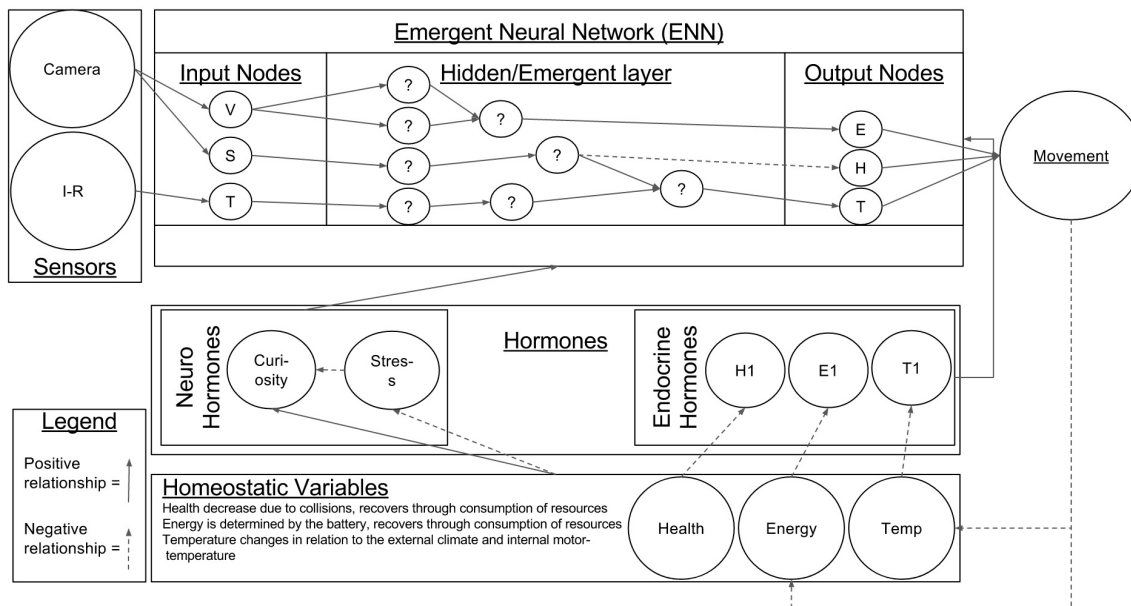 Camera
I-R
Sensors
Emergent Neural Network (ENN)
Input Nodes
Hidden/Emergent layer
Output Nodes
V
S
T
?
?
?
?
?
?
?
?
E
H
T
Movement
Neuro
Hormones
Curi-
osity
Stres-
s
Hormones
Endocrine
Hormones
H1
E1
T1
Legend
Positive
relationship =
Negative
relationship =
Homeostatic Variables
Health decrease due to collisions, recovers through consumption of resources
Energy is determined by the battery, recovers through consumption of resources
Temperature changes in relation to the external climate and internal motor-
temperature
Health
Energy
Temp